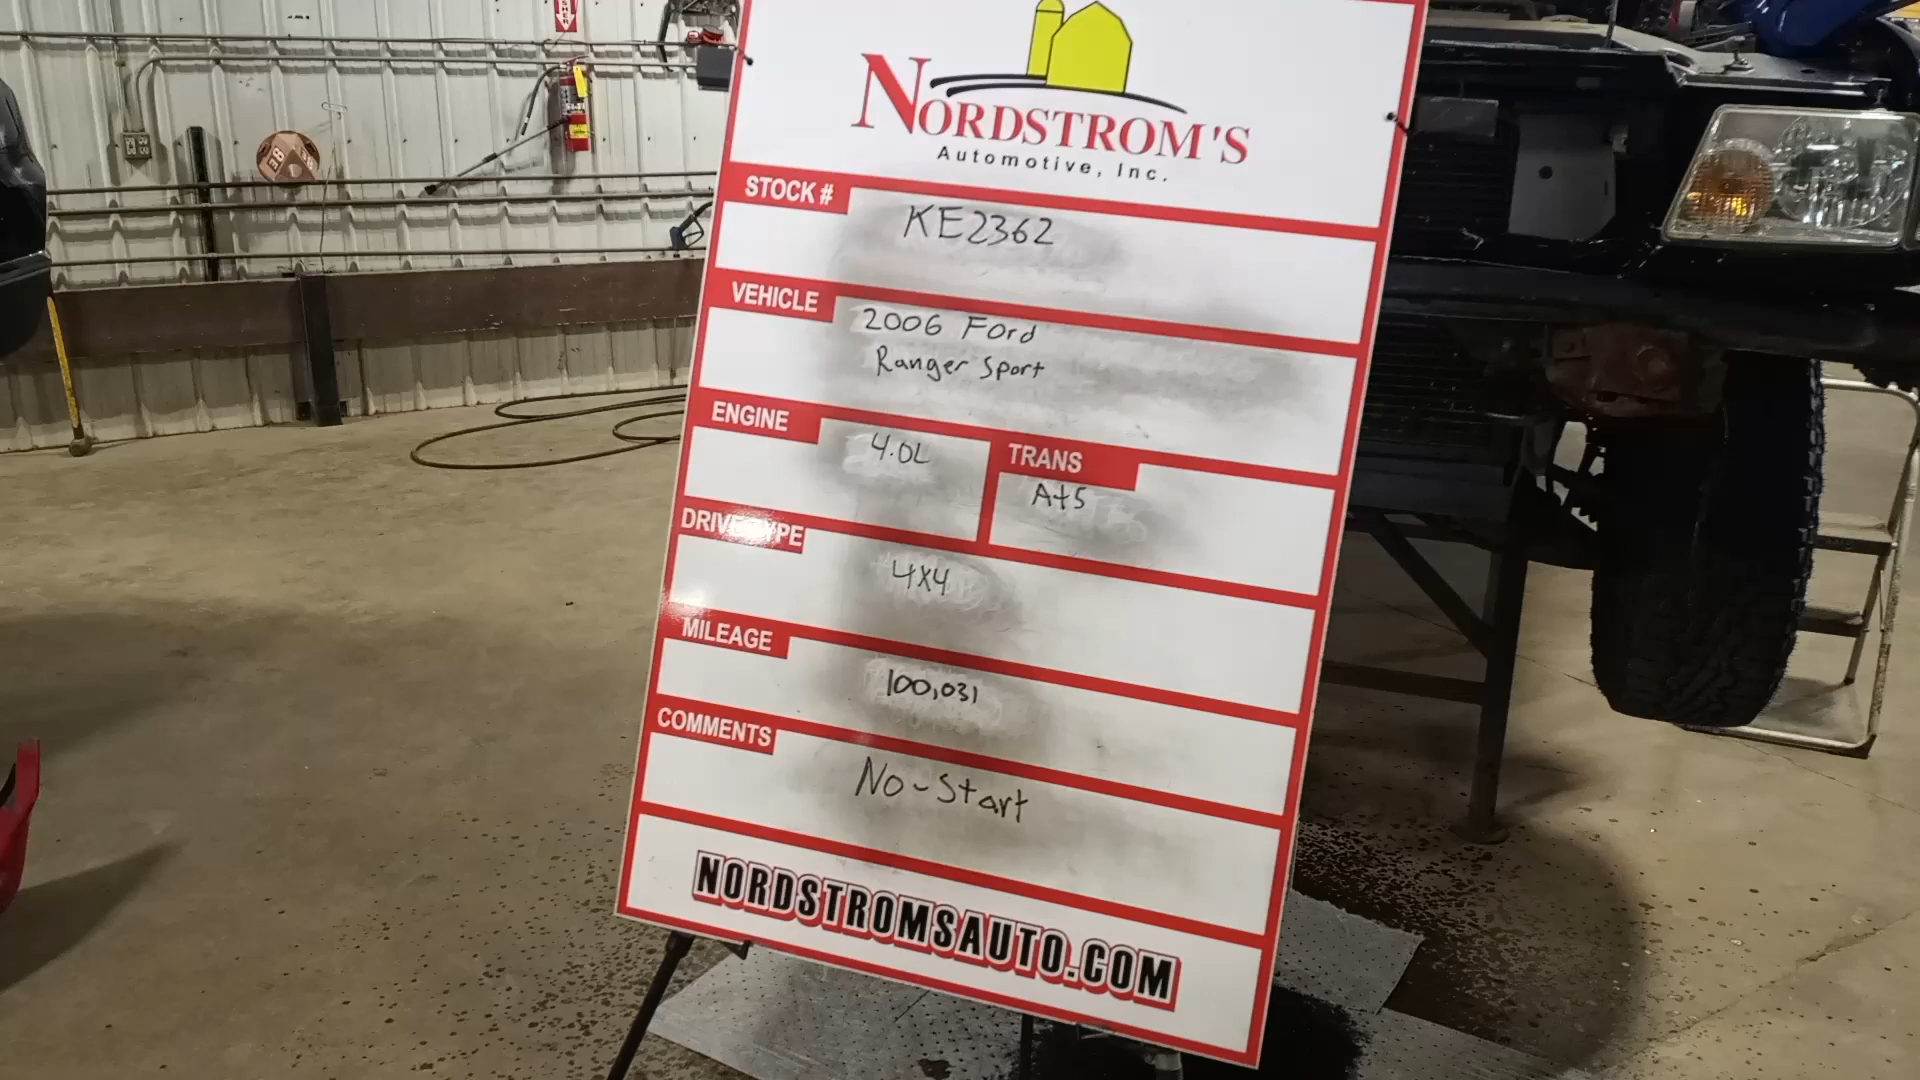 NORDSTROM'S
Automotive, Inc.
STOCK #
KE2362
VEHICLE
2006 Ford
Ranger Sport
ENGINE
4.0L
TRANS
At5
DRIVETYPE
4X4
MILEAGE
100,031
COMMENTS
No-Start
NORDSTROMSAUTO.COM